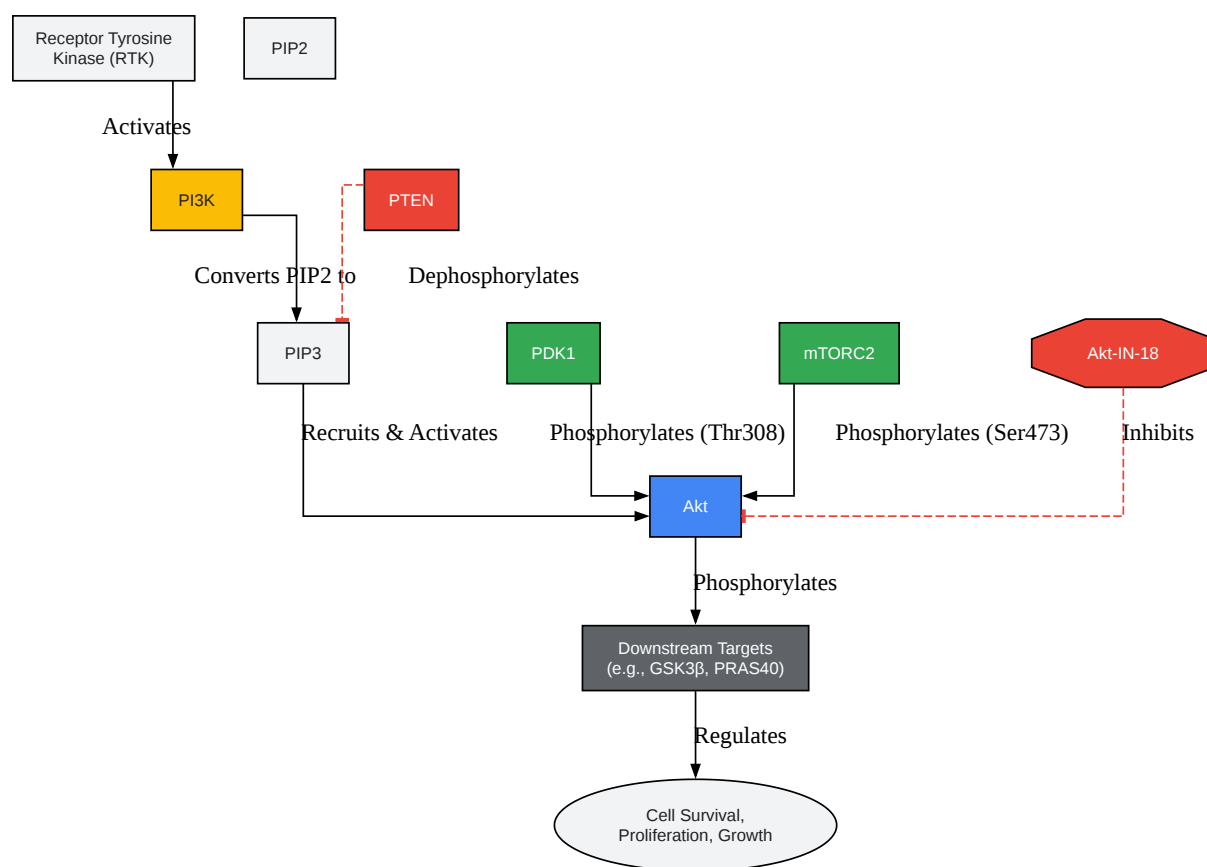 Receptor Tyrosine
Kinase (RTK)
PIP2
Activates
PI3K
PTEN
Converts PIP2 to
Dephosphorylates
PIP3
PDK1
mTORC2
Akt-IN-18
Recruits & Activates
Phosphorylates (Thr308)
Phosphorylates (Ser473)
Inhibits
Akt
Phosphorylates
Downstream Targets
(e.g., GSK3β, PRAS40)
Regulates
Cell Survival,
Proliferation, Growth